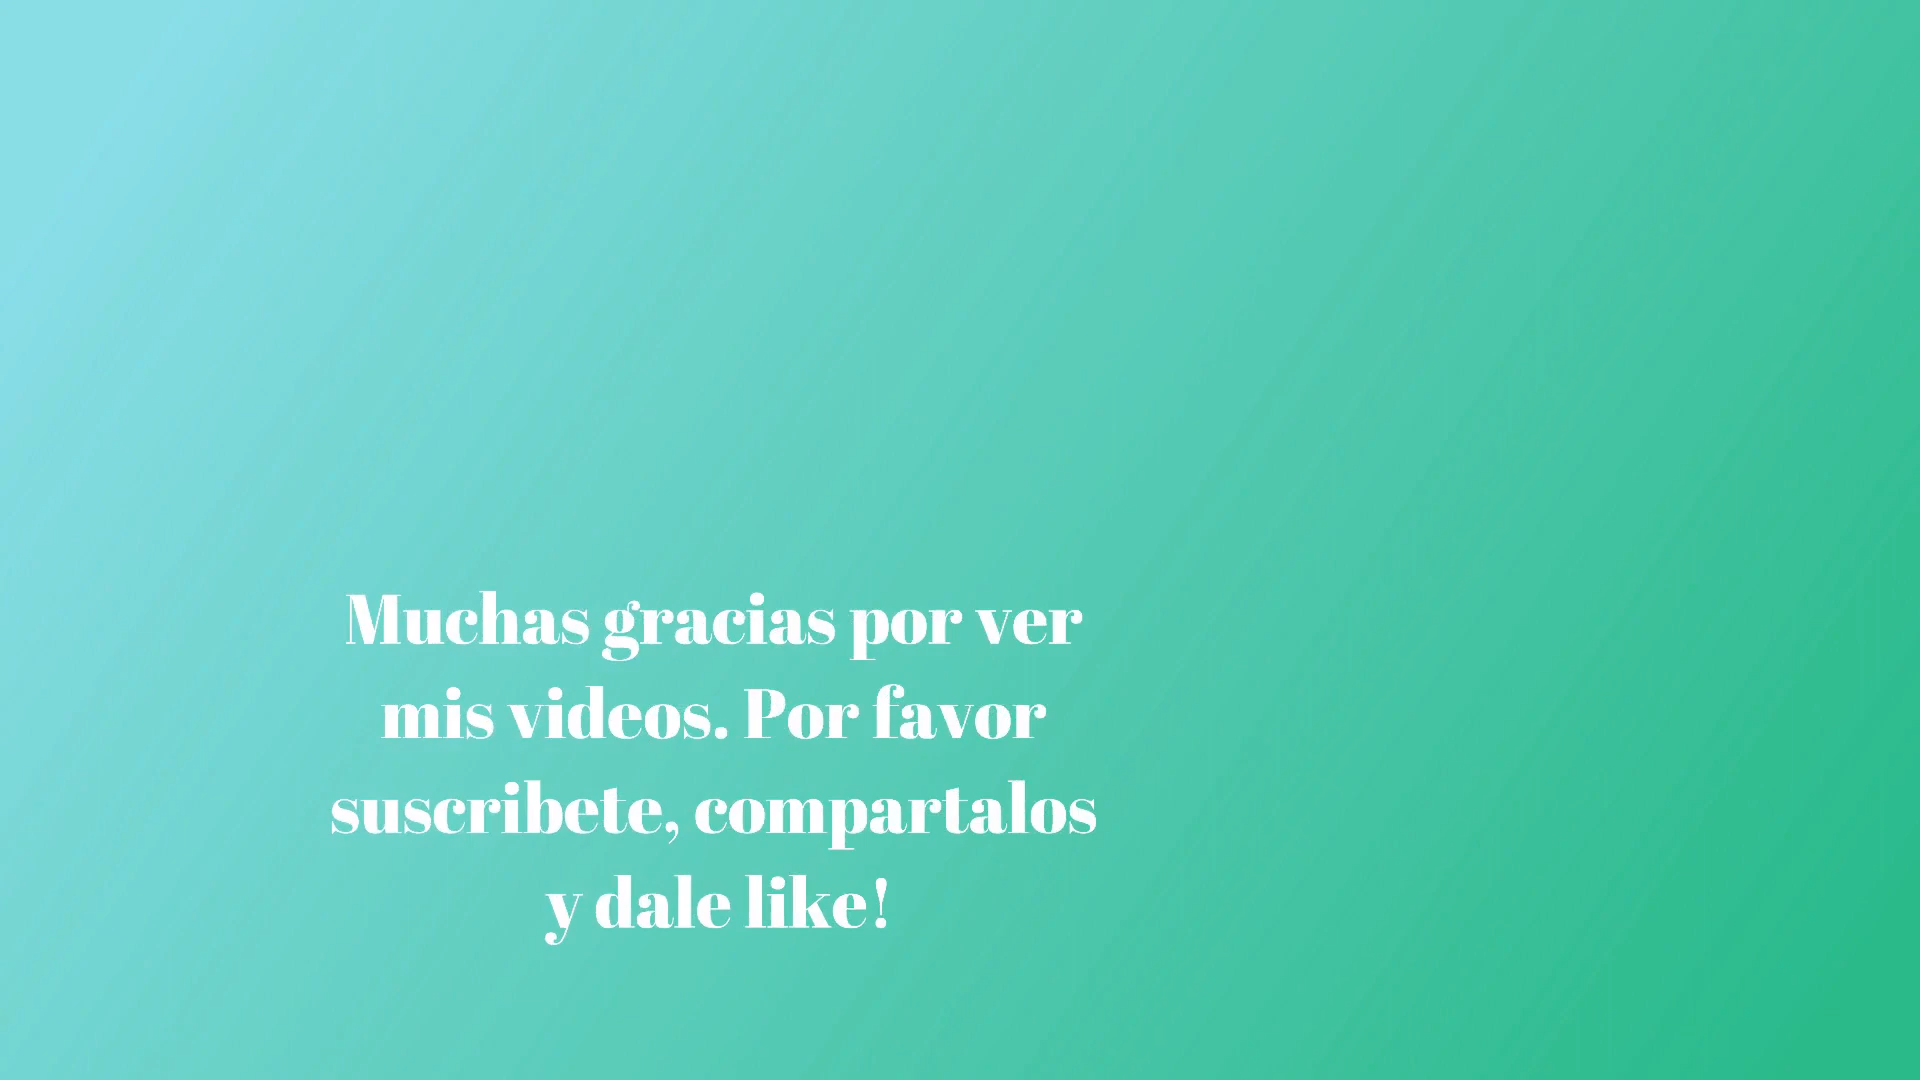 Muchas gracias por ver
mis videos. Por favor
suscribete, compartalos
y dale like!